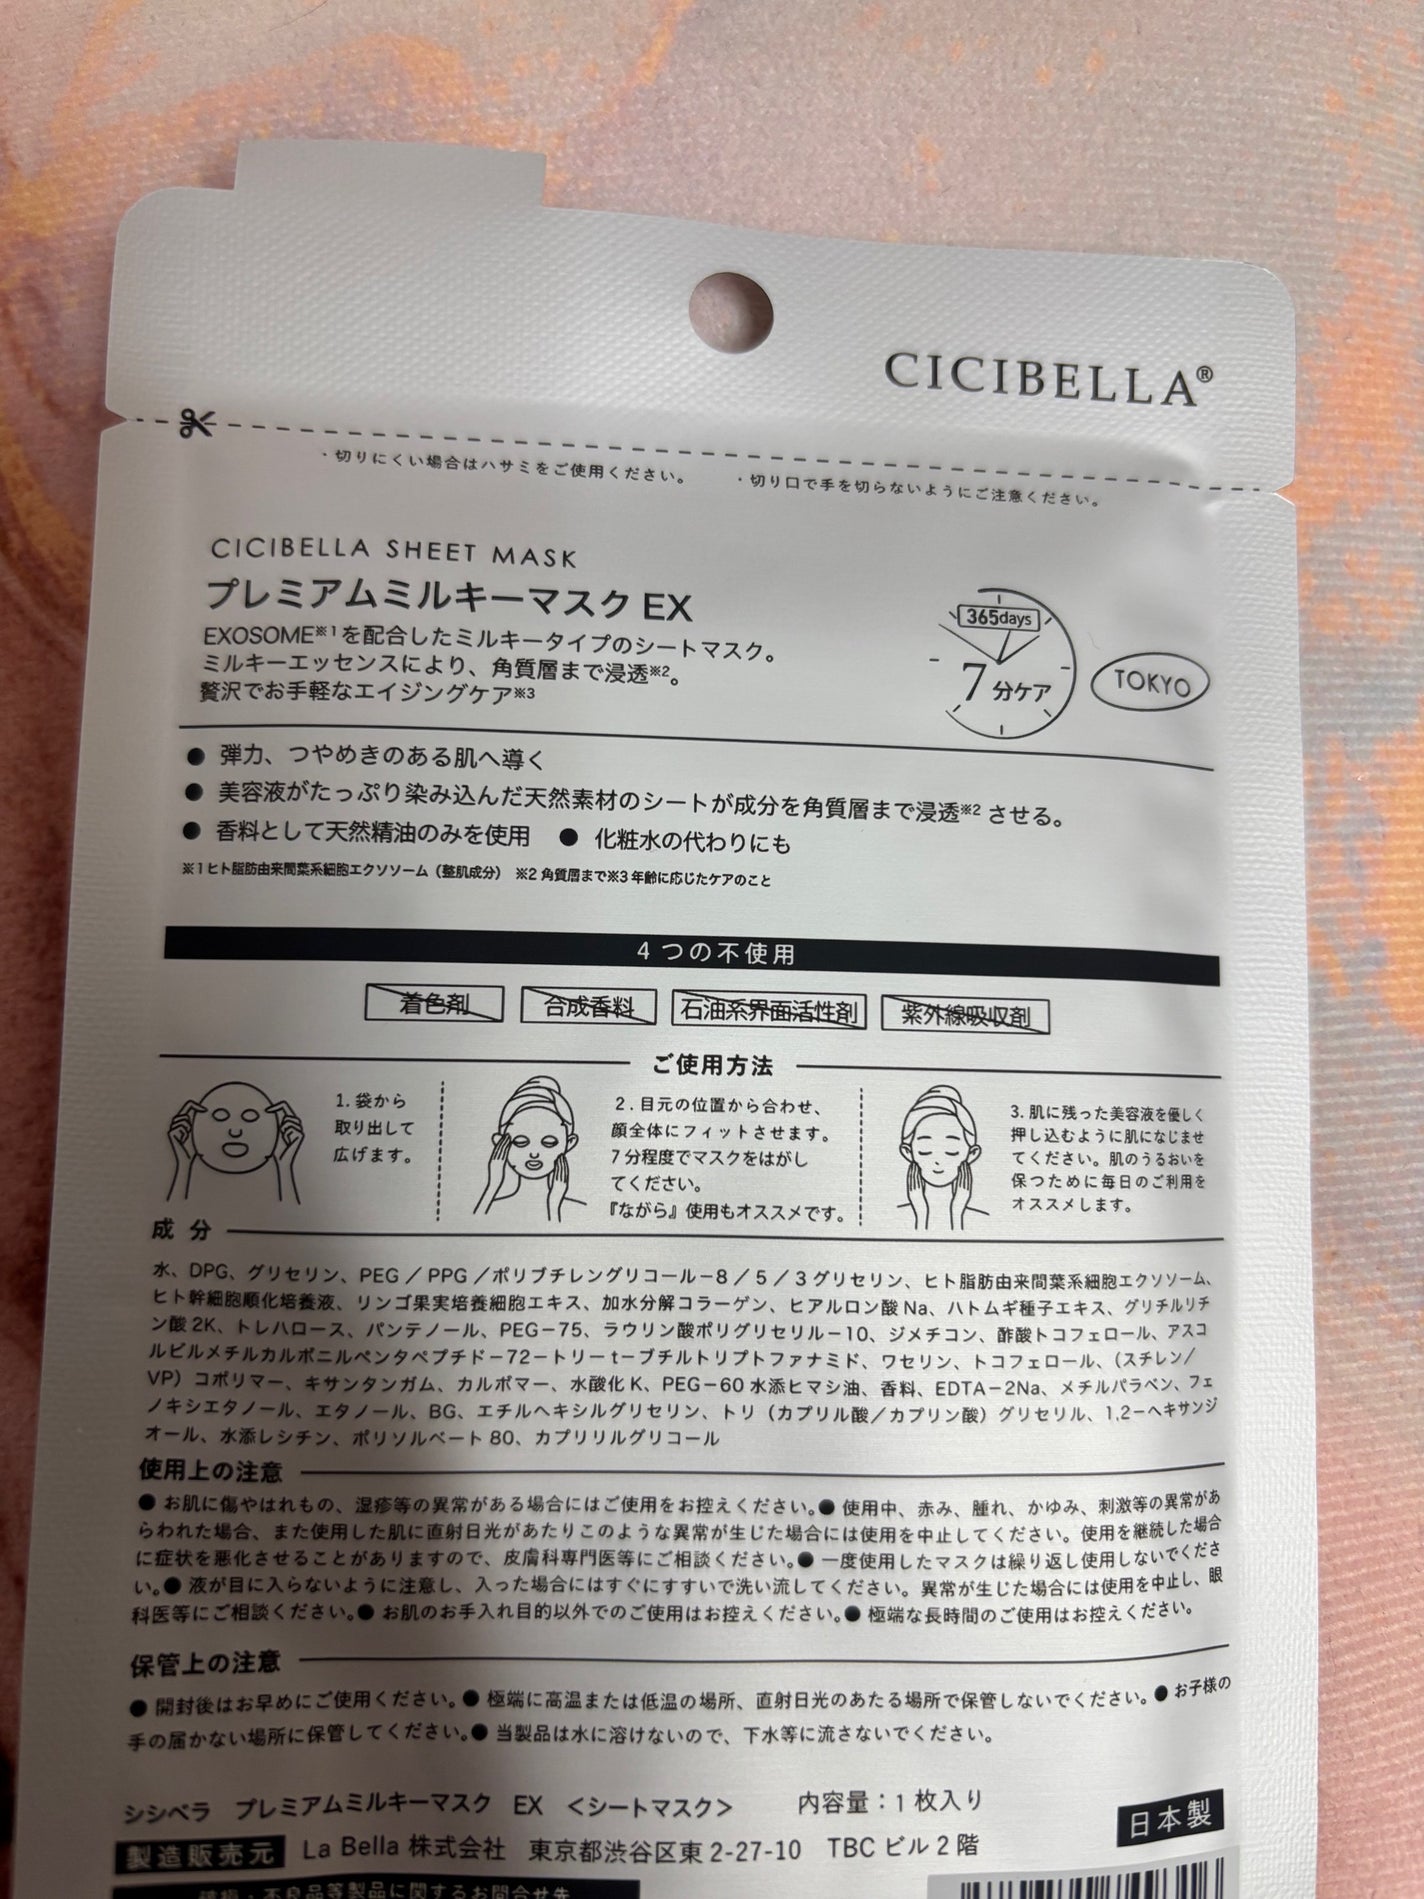 CICIBELLA®
・切りにくい場合はハサミをご使用ください。 ・切り口で手を切らないようにご注意ください。
CICIBELLA SHEET MASK
プレミアムミルキーマスク EX
EXOSOME※1を配合したミルキータイプのシートマスク。
ミルキーエッセンスにより、角質層まで浸透※2。
贅沢でお手軽なエイジングケア※3
365days
7 分ケア
TOKYO
● 弾力、つやめきのある肌へ導く
● 美容液がたっぷり染み込んだ天然素材のシートが成分を角質層まで浸透※2 させる。
● 香料として天然精油のみを使用 ● 化粧水の代わりにも
※1ヒト脂肪由来間葉系細胞エクソソーム（整肌成分） ※2 角質層まで※3 年齢に応じたケアのこと
4 つの不使用
着色剤 合成香料 石油系界面活性剤 紫外線吸収剤
ご使用方法
1. 袋から
取り出して
広げます。
2. 目元の位置から合わせ、
顔全体にフィットさせます。
7 分程度でマスクをはがし
てください。
『ながら』使用もオススメです。
3. 肌に残った美容液を優しく
押し込むように肌になじませ
てください。肌のうるおいを
保つために毎日のご利用を
オススメします。
成 分
水、DPG、グリセリン、PEG／PPG／ポリブチレングリコール－8／5／3グリセリン、ヒト脂肪由来間葉系細胞エクソソーム、
ヒト幹細胞順化培養液、リンゴ果実培養細胞エキス、加水分解コラーゲン、ヒアルロン酸 Na、ハトムギ種子エキス、グリチルリチ
ン酸 2K、トレハロース、パンテノール、PEG－75、ラウリン酸ポリグリセリル－10、ジメチコン、酢酸トコフェロール、アスコ
ルビルメチルカルボニルペンタペプチド－72－トリー t－ブチルトリプトファナミド、ワセリン、トコフェロール、（スチレン／
VP）コポリマー、キサンタンガム、カルボマー、水酸化 K、PEG－60 水添ヒマシ油、香料、EDTA－2Na、メチルパラベン、フェ
ノキシエタノール、エタノール、BG、エチルヘキシルグリセリン、トリ（カプリル酸／カプリン酸）グリセリル、1,2－ヘキサンジ
オール、水添レシチン、ポリソルベート 80、カプリリルグリコール
使用上の注意
● お肌に傷やはれもの、湿疹等の異常がある場合にはご使用をお控えください。● 使用中、赤み、腫れ、かゆみ、刺激等の異常があ
らわれた場合、また使用した肌に直射日光があたりこのような異常が生じた場合には使用を中止してください。使用を継続した場合
に症状を悪化させることがありますので、皮膚科専門医等にご相談ください。● 一度使用したマスクは繰り返し使用しないでくださ
い。● 液が目に入らないように注意し、入った場合にはすぐにすすいで洗い流してください。異常が生じた場合には使用を中止し、眼
科医等にご相談ください。● お肌のお手入れ目的以外でのご使用はお控えください。● 極端な長時間のご使用はお控えください。
保管上の注意
● 開封後はお早めにご使用ください。● 極端に高温または低温の場所、直射日光のあたる場所で保管しないでください。● お子様の
手の届かない場所に保管してください。● 当製品は水に溶けないので、下水等に流さないでください。
シシベラ プレミアムミルキーマスク EX ＜シートマスク＞ 内容量：1 枚入り
日本製
製造販売元 La Bella 株式会社 東京都渋谷区東 2-27-10 TBC ビル 2 階
・不良品等製品に関するお問合せ先